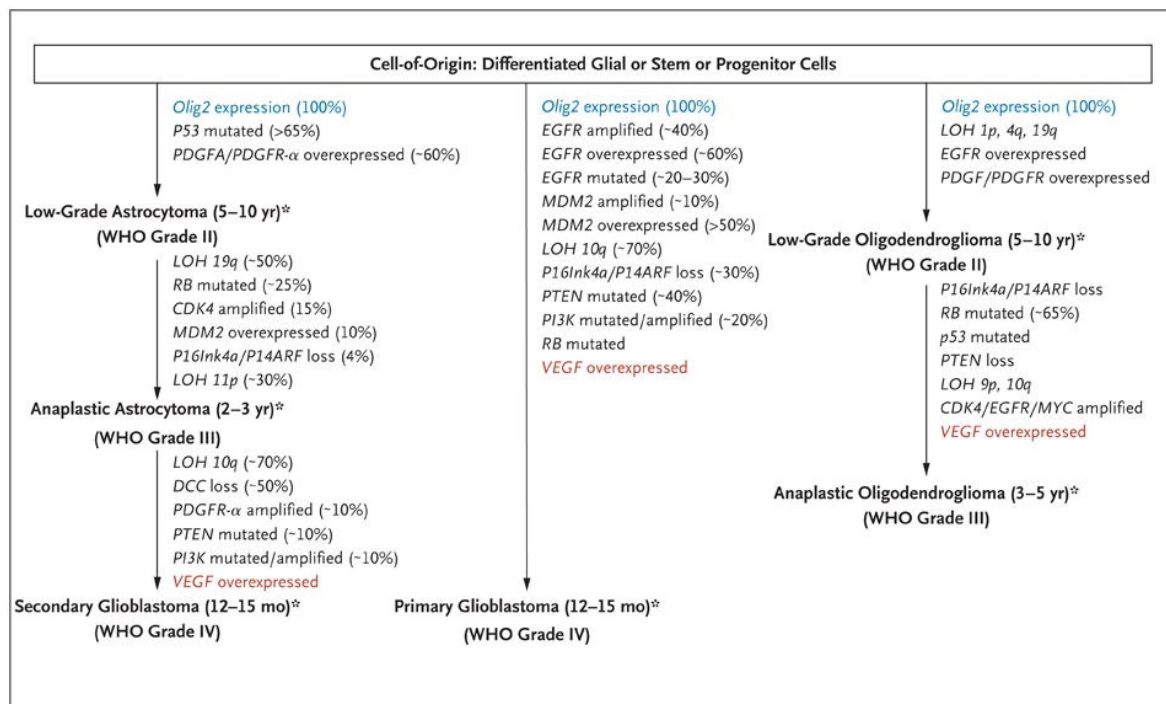 Cell-of-Origin: Differentiated Glial or Stem or Progenitor Cells
Olig2 expression (100%)
P53 mutated (>65%)
PDGFA/PDGFR-α overexpressed (~60%)
Low-Grade Astrocytoma (5–10 yr)*
(WHO Grade II)
LOH 19q (~50%)
RB mutated (~25%)
CDK4 amplified (15%)
MDM2 overexpressed (10%)
P16Ink4a/P14ARF loss (4%)
LOH 11p (~30%)
Anaplastic Astrocytoma (2–3 yr)*
(WHO Grade III)
LOH 10q (~70%)
DCC loss (~50%)
PDGFR-α amplified (~10%)
PTEN mutated (~10%)
PI3K mutated/amplified (~10%)
VEGF overexpressed
Secondary Glioblastoma (12–15 mo)*
(WHO Grade IV)
Olig2 expression (100%)
EGFR amplified (~40%)
EGFR overexpressed (~60%)
EGFR mutated (~20–30%)
MDM2 amplified (~10%)
MDM2 overexpressed (>50%)
LOH 10q (~70%)
P16Ink4a/P14ARF loss (~30%)
PTEN mutated (~40%)
PI3K mutated/amplified (~20%)
RB mutated
VEGF overexpressed
Primary Glioblastoma (12–15 mo)*
(WHO Grade IV)
Olig2 expression (100%)
LOH 1p, 4q, 19q
EGFR overexpressed
PDGF/PDGFR overexpressed
Low-Grade Oligodendroglioma (5–10 yr)*
(WHO Grade II)
P16Ink4a/P14ARF loss
RB mutated (~65%)
p53 mutated
PTEN loss
LOH 9p, 10q
CDK4/EGFR/MYC amplified
VEGF overexpressed
Anaplastic Oligodendroglioma (3–5 yr)*
(WHO Grade III)